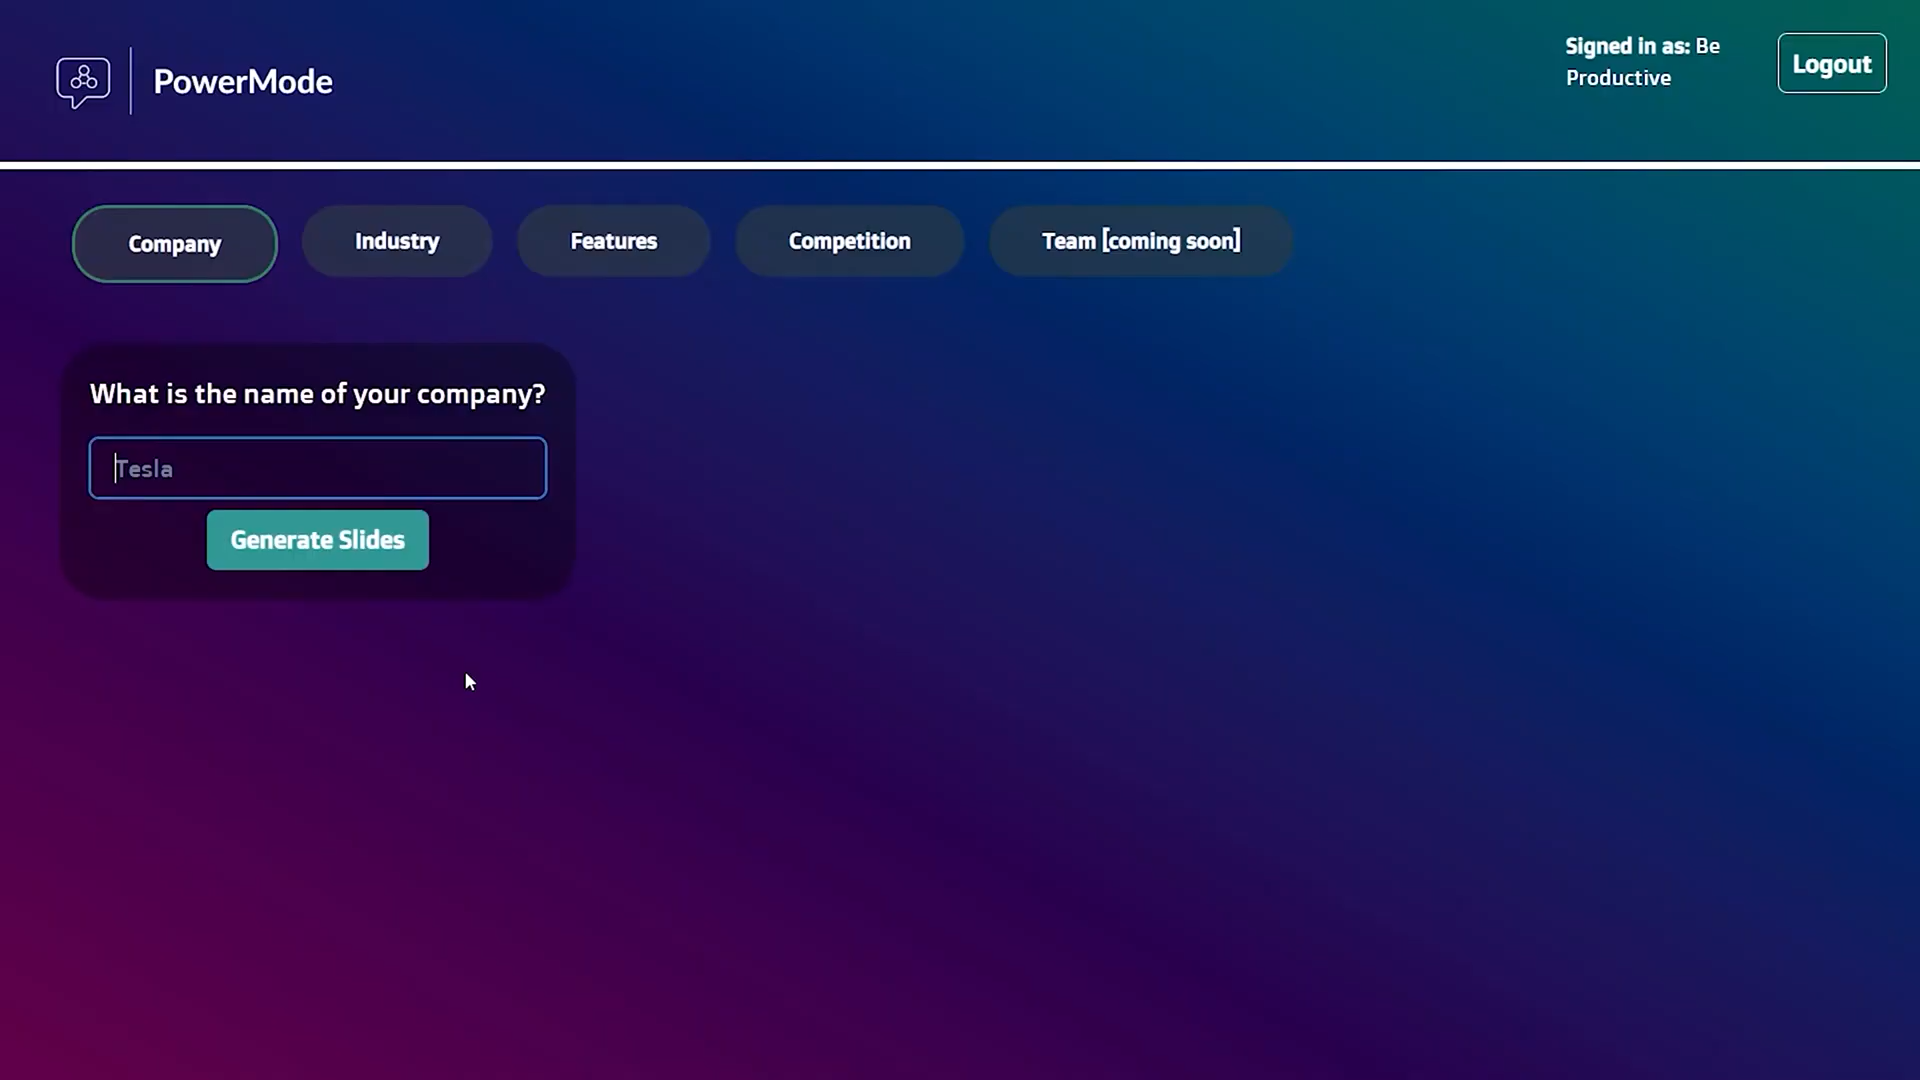 PowerMode
Signed in as: Be
Productive
Logout
Company
Industry
Features
Competition
Team [coming soon]
What is the name of your company?
Tesla
Generate Slides